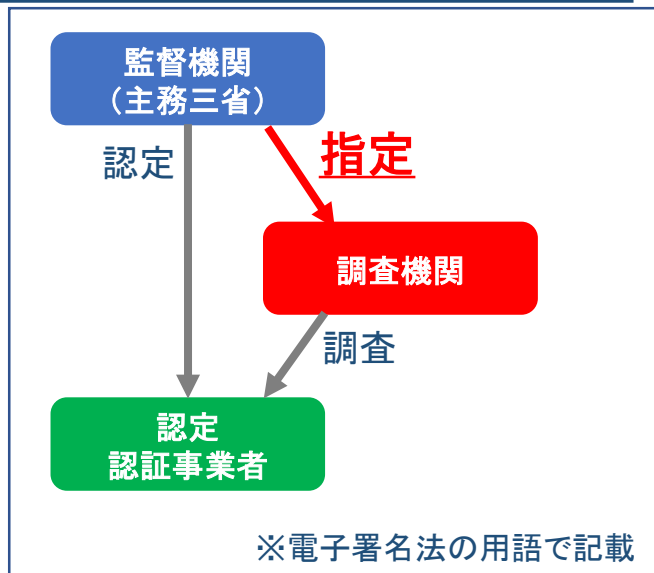 監督機関
（主務三省）
認定
指定
調査機関
調査
認定
認証事業者
※電子署名法の用語で記載